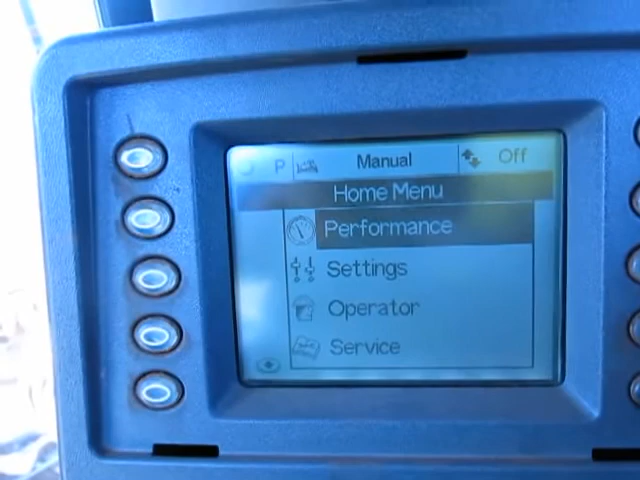 P Manual Off
Home Menu
Performance
Settings
Operator
Service